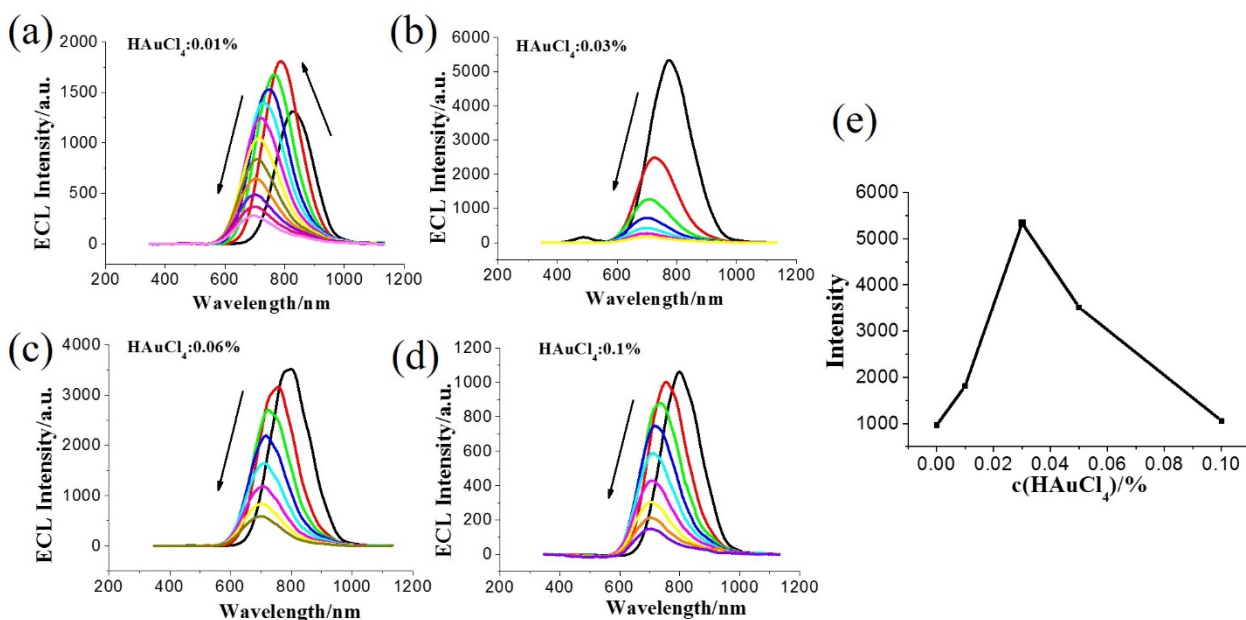 (a)
HAuCl₄:0.01%
ECL Intensity/a.u.
2000
1500
1000
500
0
200 400 600 800 1000 1200
Wavelength/nm
(b)
HAuCl₄:0.03%
ECL Intensity/a.u.
6000
5000
4000
3000
2000
1000
0
200 400 600 800 1000 1200
Wavelength/nm
(c)
HAuCl₄:0.06%
ECL Intensity/a.u.
4000
3000
2000
1000
0
200 400 600 800 1000 1200
Wavelength/nm
(d)
HAuCl₄:0.1%
ECL Intensity/a.u.
1200
1000
800
600
400
200
0
200 400 600 800 1000 1200
Wavelength/nm
(e)
Intensity
6000
5000
4000
3000
2000
1000
0.00 0.02 0.04 0.06 0.08 0.10
c(HAuCl₄)/%